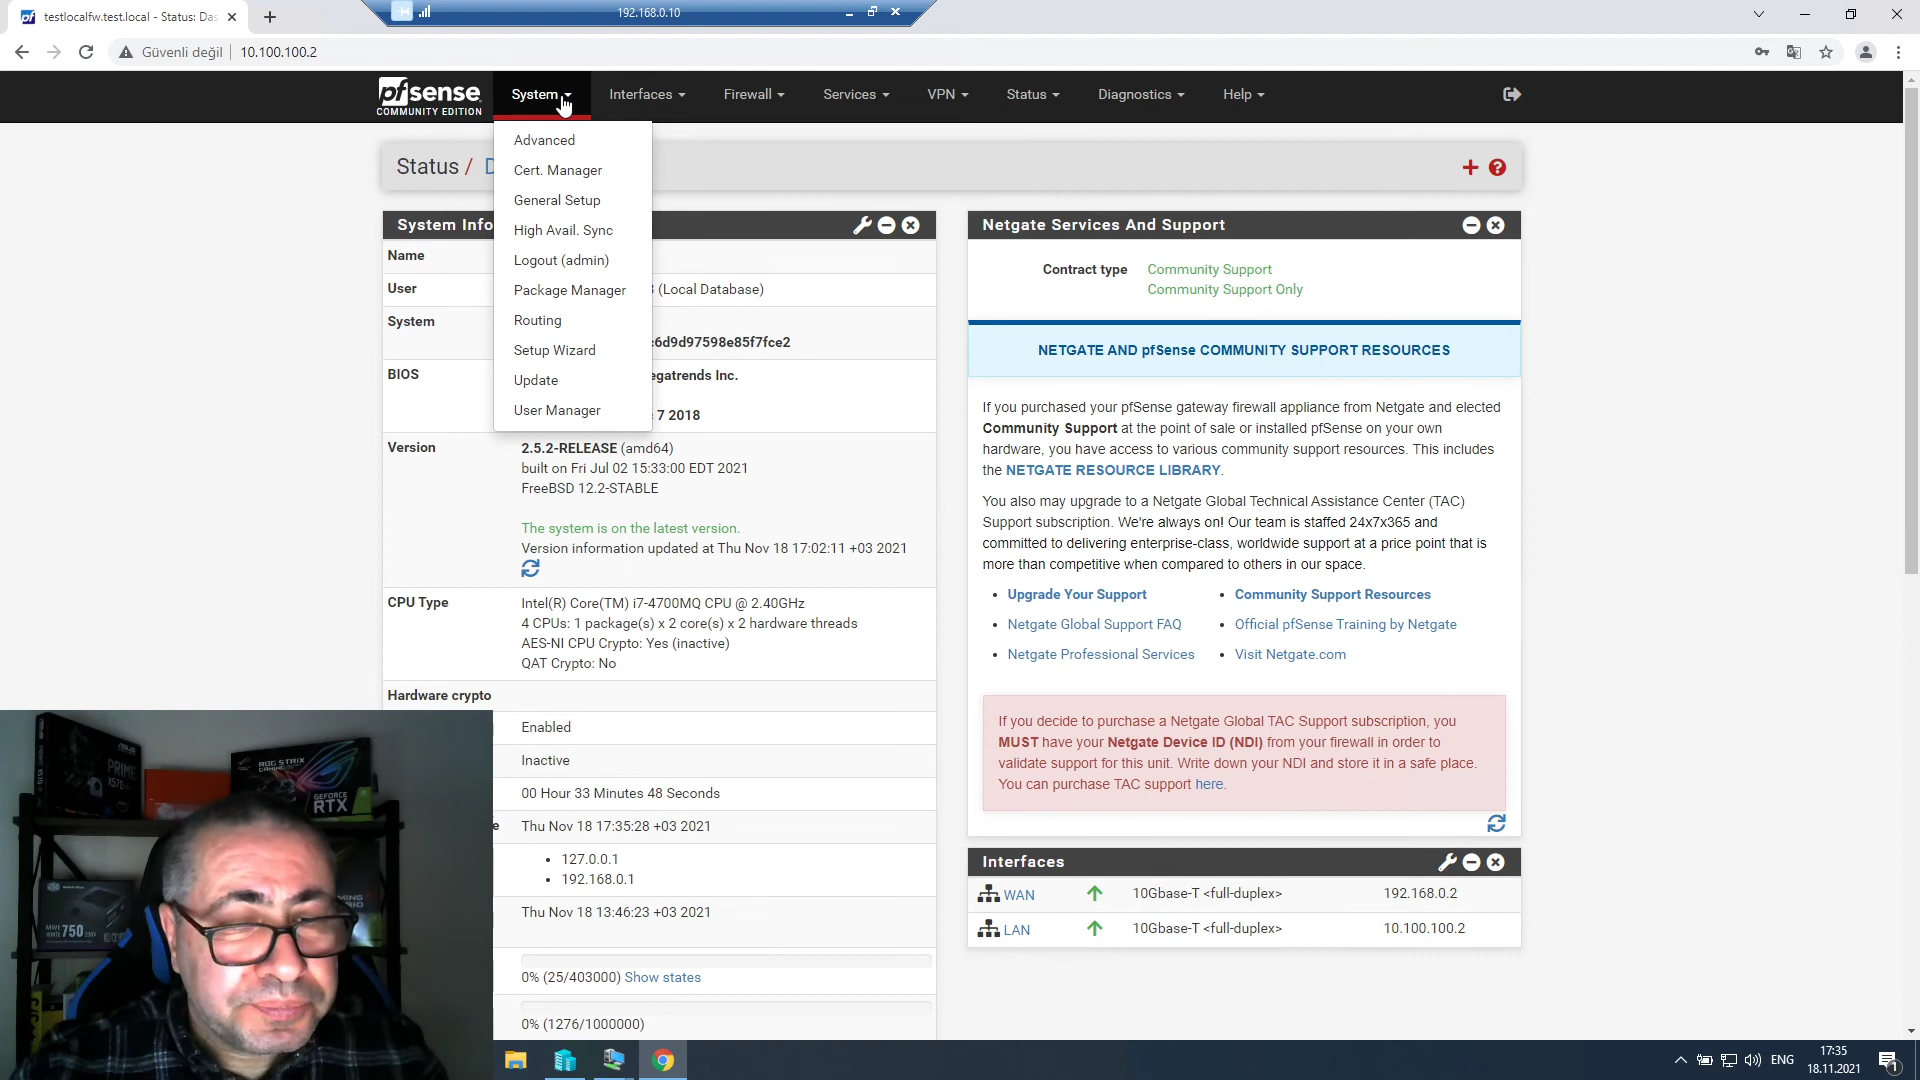 testlocalfw.test.local - Status: Das
192.168.0.10
Güvenli değil
10.100.100.2
pfsense
COMMUNITY EDITION
System
Interfaces
Firewall
Services
VPN
Status
Diagnostics
Help
Status / D
Advanced
Cert. Manager
General Setup
High Avail. Sync
Logout (admin)
Package Manager
Routing
Setup Wizard
Update
User Manager
System Info
Name
User
(Local Database)
System
c6d9d97598e85f7fce2
BIOS
egatrends Inc.
7 2018
Version
2.5.2-RELEASE (amd64)
built on Fri Jul 02 15:33:00 EDT 2021
FreeBSD 12.2-STABLE
The system is on the latest version.
Version information updated at Thu Nov 18 17:02:11 +03 2021
CPU Type
Intel(R) Core(TM) i7-4700MQ CPU @ 2.40GHz
4 CPUs: 1 package(s) x 2 core(s) x 2 hardware threads
AES-NI CPU Crypto: Yes (inactive)
QAT Crypto: No
Hardware crypto
Enabled
Inactive
00 Hour 33 Minutes 48 Seconds
e
Thu Nov 18 17:35:28 +03 2021
• 127.0.0.1
• 192.168.0.1
Thu Nov 18 13:46:23 +03 2021
0% (25/403000) Show states
0% (1276/1000000)
Netgate Services And Support
Contract type
Community Support
Community Support Only
NETGATE AND pfSense COMMUNITY SUPPORT RESOURCES
If you purchased your pfSense gateway firewall appliance from Netgate and elected
Community Support at the point of sale or installed pfSense on your own
hardware, you have access to various community support resources. This includes
the NETGATE RESOURCE LIBRARY.
You also may upgrade to a Netgate Global Technical Assistance Center (TAC)
Support subscription. We're always on! Our team is staffed 24x7x365 and
committed to delivering enterprise-class, worldwide support at a price point that is
more than competitive when compared to others in our space.
• Upgrade Your Support
• Community Support Resources
• Netgate Global Support FAQ
• Official pfSense Training by Netgate
• Netgate Professional Services
• Visit Netgate.com
If you decide to purchase a Netgate Global TAC Support subscription, you
MUST have your Netgate Device ID (NDI) from your firewall in order to
validate support for this unit. Write down your NDI and store it in a safe place.
You can purchase TAC support here.
Interfaces
WAN
10Gbase-T <full-duplex>
192.168.0.2
LAN
10Gbase-T <full-duplex>
10.100.100.2
ASUS
PRIME
X570
ROG STRIX
GEFORCE
RTX
750
ENG
17:35
18.11.2021
1